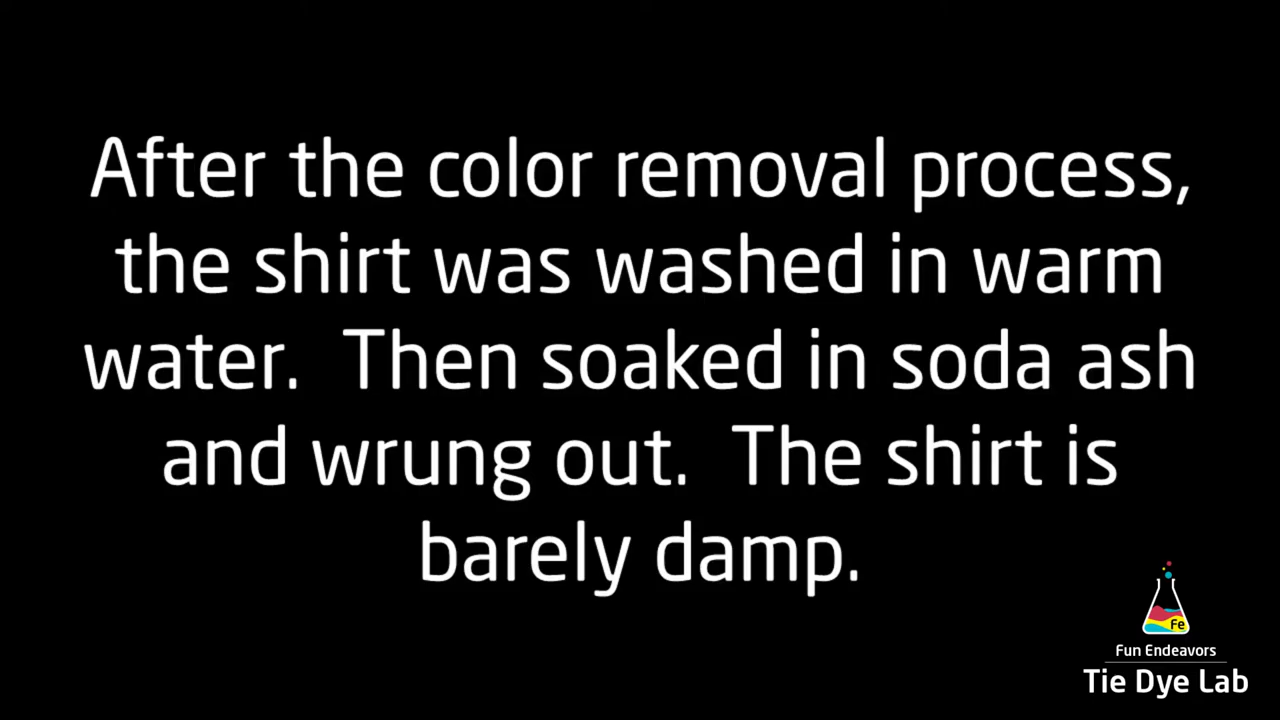 After the color removal process,
the shirt was washed in warm
water.  Then soaked in soda ash
and wrung out.  The shirt is
barely damp.
Fe
Fun Endeavors
Tie Dye Lab